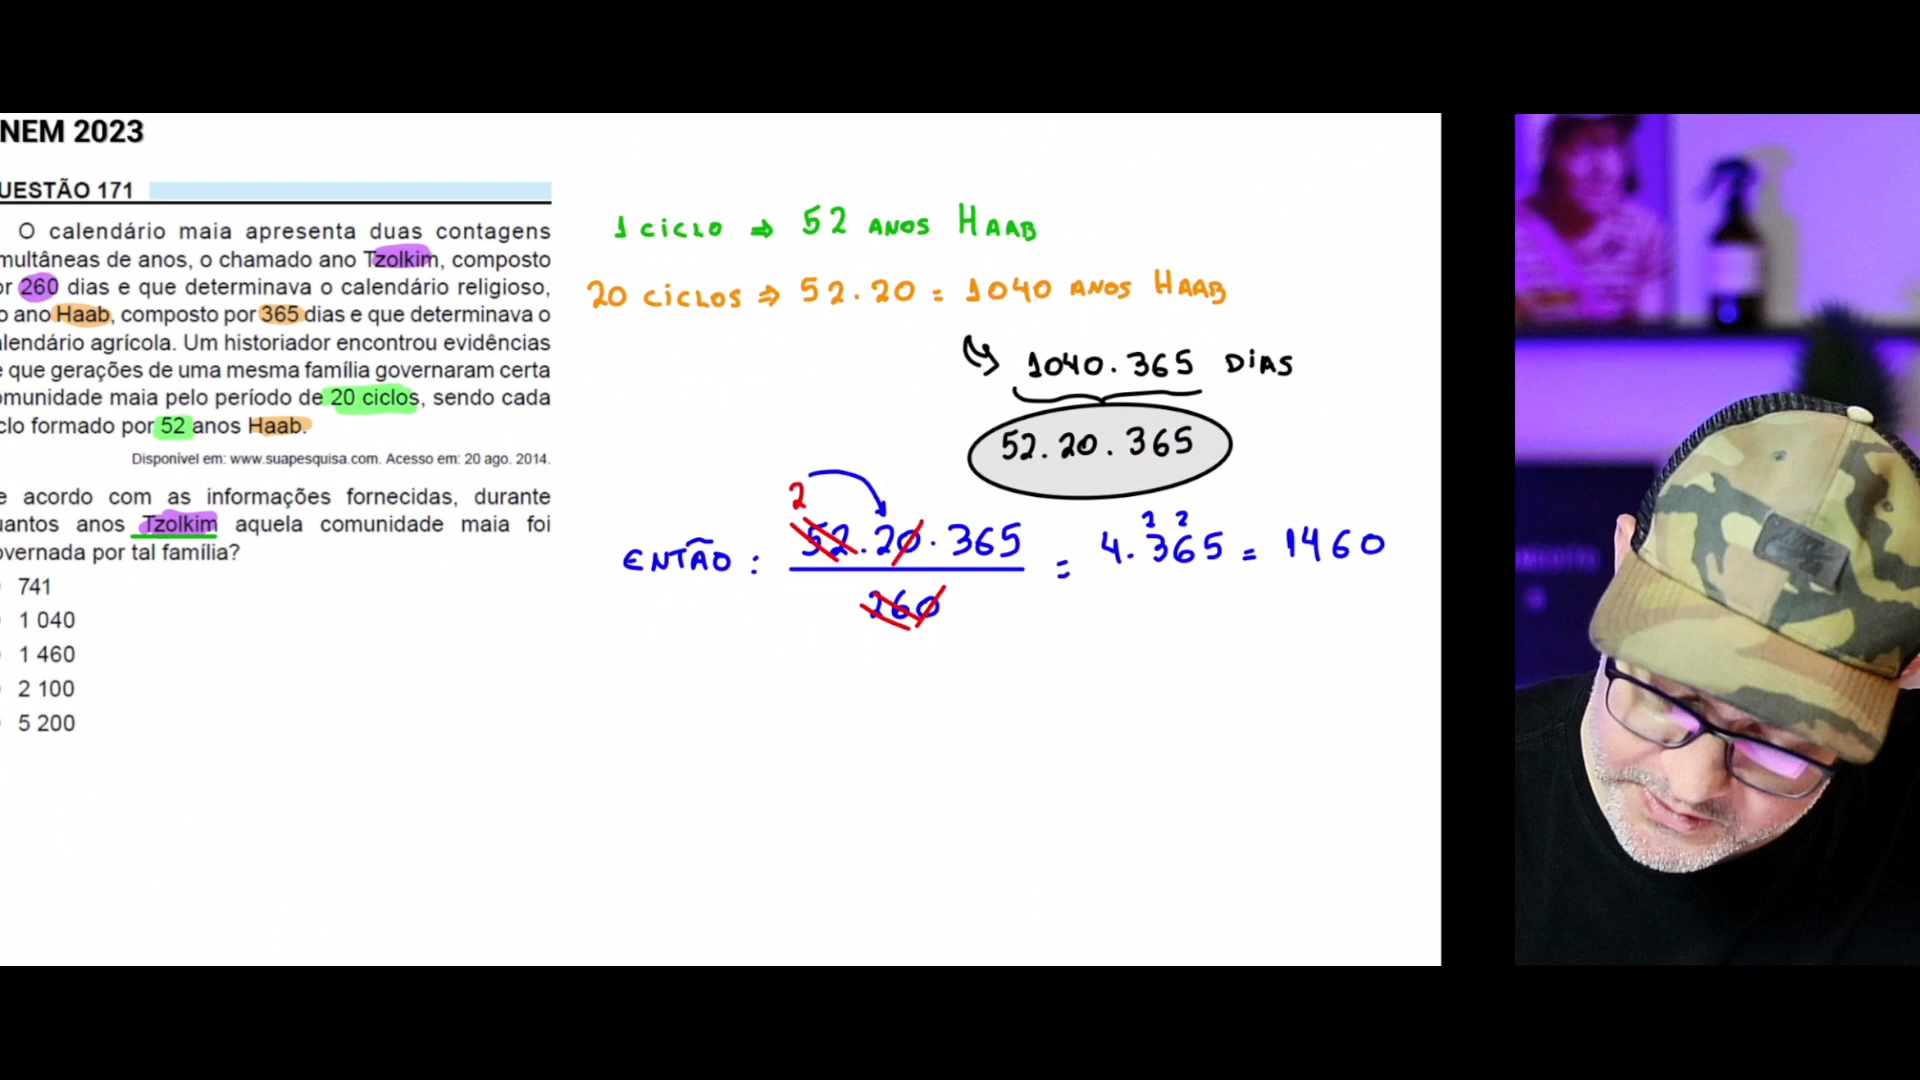 NEM 2023
UESTÃO 171
O calendário maia apresenta duas contagens
multâneas de anos, o chamado ano Tzolkim, composto
or 260 dias e que determinava o calendário religioso,
o ano Haab, composto por 365 dias e que determinava o
lendário agrícola. Um historiador encontrou evidências
e que gerações de uma mesma família governaram certa
omunidade maia pelo período de 20 ciclos, sendo cada
clo formado por 52 anos Haab.
Disponível em: www.suapesquisa.com. Acesso em: 20 ago. 2014.
e acordo com as informações fornecidas, durante
uantos anos Tzolkim aquela comunidade maia foi
overnada por tal família?
741
1 040
1 460
2 100
5 200
1 CICLO ⇒ 52 ANOS HAAB
20 CICLOS ⇒ 52.20 = 1040 ANOS HAAB
1040.365 DIAS
52.20.365
2
2 2
ENTÃO: 52.20.365 = 4.365 = 1460
260